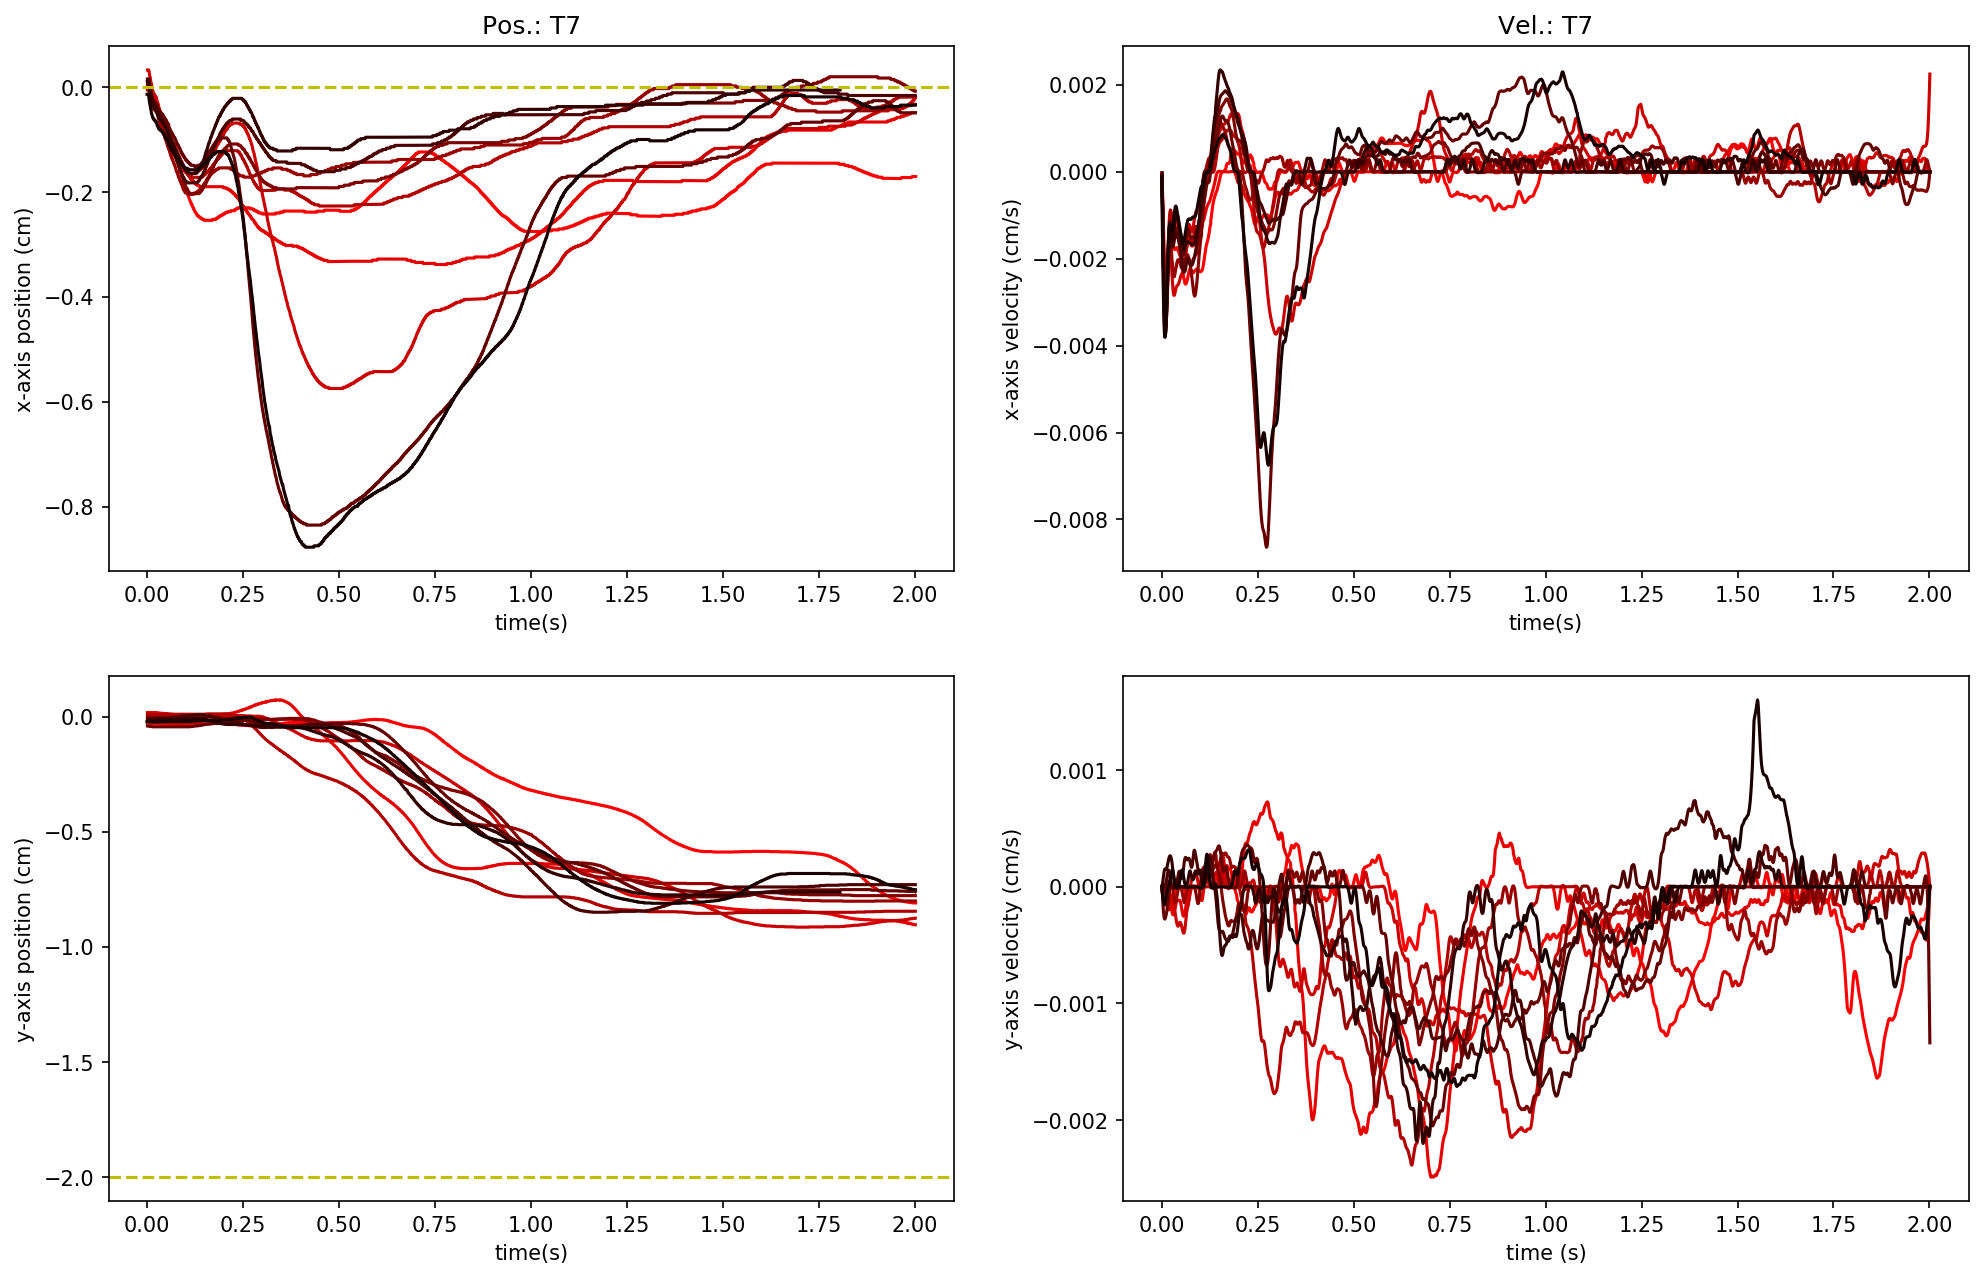 Pos.: T7
x-axis position (cm)
0.0
−0.2
−0.4
−0.6
−0.8
0.00 0.25 0.50 0.75 1.00 1.25 1.50 1.75 2.00
time(s)
Vel.: T7
x-axis velocity (cm/s)
0.002
0.000
−0.002
−0.004
−0.006
−0.008
0.00 0.25 0.50 0.75 1.00 1.25 1.50 1.75 2.00
time(s)
y-axis position (cm)
0.0
−0.5
−1.0
−1.5
−2.0
0.00 0.25 0.50 0.75 1.00 1.25 1.50 1.75 2.00
time(s)
y-axis velocity (cm/s)
0.001
0.000
−0.001
−0.002
0.00 0.25 0.50 0.75 1.00 1.25 1.50 1.75 2.00
time (s)